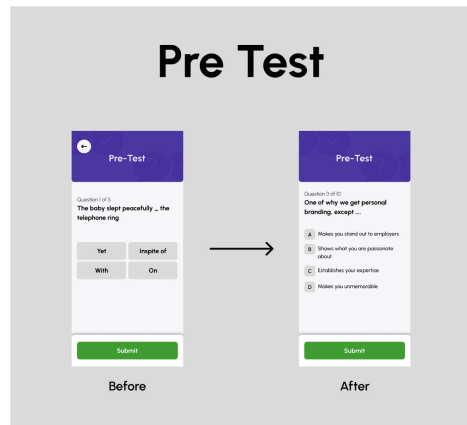 Pre Test
Pre-Test
Question 1 of 5
The baby slept peacefully _ the
telephone ring
Yet
Inspite of
With
On
Submit
Before
Pre-Test
Question 3 of 10
One of why we get personal
branding, except ....
A Makes you stand out to employers
B Shows what you are passionate
about
C Establishes your expertise
D Makes you unmemorable
Submit
After